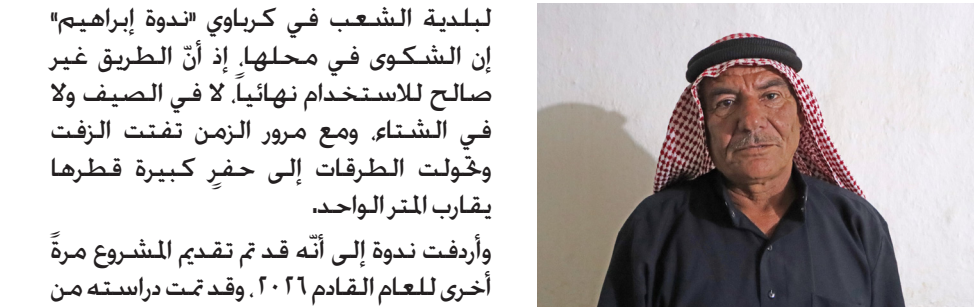 لبلدية الشعب في كرباوي "ندوة إبراهيم"
إن الشكوى في محلها، إذ أنّ الطريق غير
صالح للاستخدام نهائياً، لا في الصيف ولا
في الشتاء، ومع مرور الزمن تفتت الزفت
وتحولت الطرقات إلى حفرٍ كبيرة قطرها
يقارب المتر الواحد.
وأردفت ندوة إلى أنّه قد تم تقديم المشروع مرةً
أخرى للعام القادم ٢٠٢٦، وقد تمت دراسته من